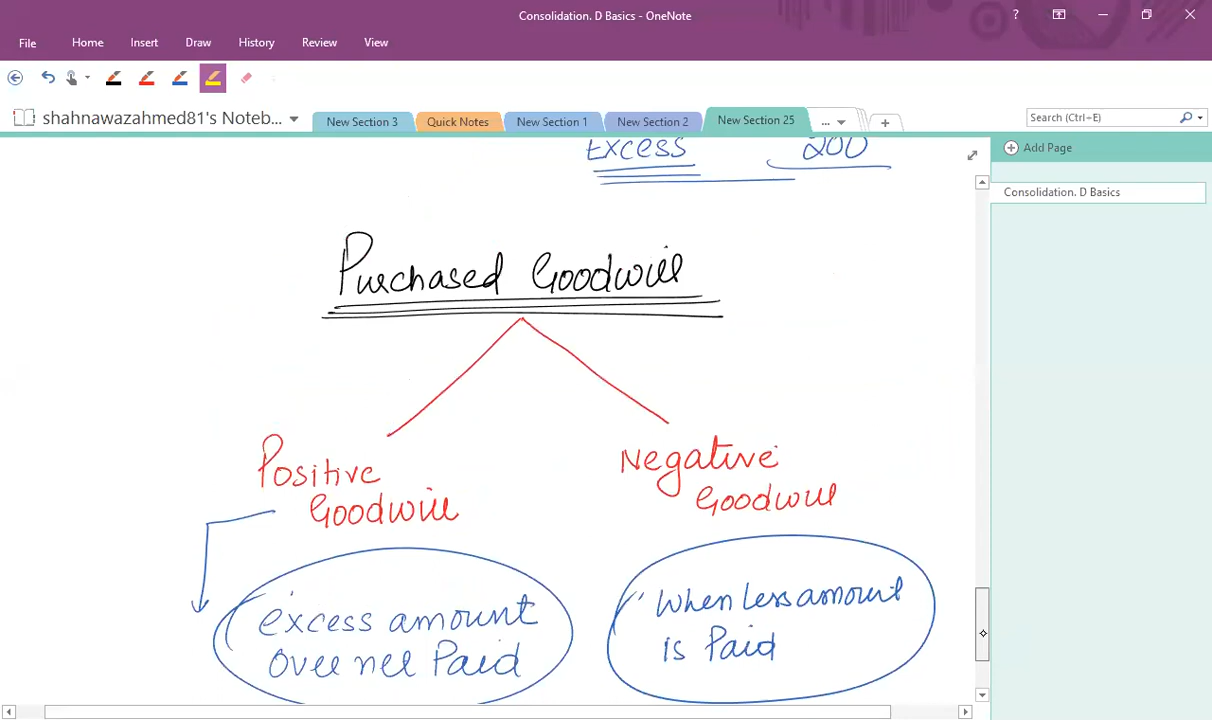 Consolidation. D Basics - OneNote
?
File Home Insert Draw History Review View
shahnawazahmed81's Noteb...
New Section 3 Quick Notes New Section 1 New Section 2 New Section 25 ...
Search (Ctrl+E)
Add Page
Consolidation. D Basics
Excess 200
Purchased Goodwill
Positive
Goodwill
Negative
Goodwill
excess amount
Over net Paid
When less amount
is Paid